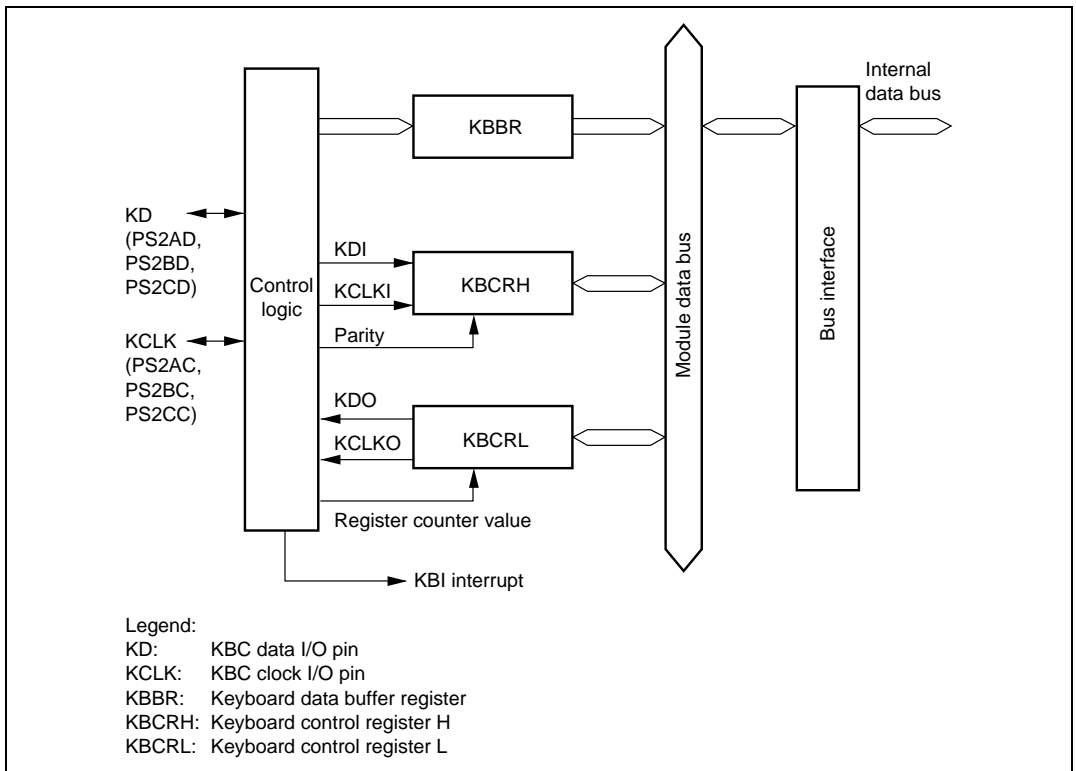 Internal
data bus
KBBR
KD
(PS2AD,
PS2BD,
PS2CD)
KDI
Control
logic
KBCRH
KCLKI
Module data bus
Bus interface
KCLK
(PS2AC,
PS2BC,
PS2CC)
Parity
KDO
KBCRL
KCLKO
Register counter value
KBI interrupt
Legend:
KD: KBC data I/O pin
KCLK: KBC clock I/O pin
KBBR: Keyboard data buffer register
KBCRH: Keyboard control register H
KBCRL: Keyboard control register L